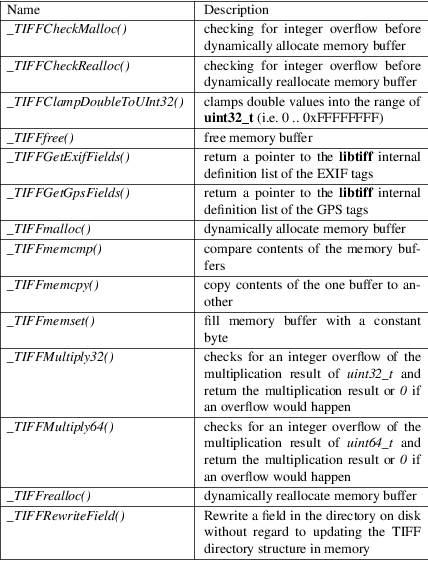 Name Description
_TIFFCheckMalloc() checking for integer overflow before
dynamically allocate memory buffer
_TIFFCheckRealloc() checking for integer overflow before
dynamically reallocate memory buffer
_TIFFClampDoubleToUInt32() clamps double values into the range of
uint32_t (i.e. 0 .. 0xFFFFFFFF)
_TIFFfree() free memory buffer
_TIFFGetExifFields() return a pointer to the libtiff internal
definition list of the EXIF tags
_TIFFGetGpsFields() return a pointer to the libtiff internal
definition list of the GPS tags
_TIFFmalloc() dynamically allocate memory buffer
_TIFFmemcmp() compare contents of the memory buf-
fers
_TIFFmemcpy() copy contents of the one buffer to an-
other
_TIFFmemset() fill memory buffer with a constant
byte
_TIFFMultiply32() checks for an integer overflow of the
multiplication result of uint32_t and
return the multiplication result or 0 if
an overflow would happen
_TIFFMultiply64() checks for an integer overflow of the
multiplication result of uint64_t and
return the multiplication result or 0 if
an overflow would happen
_TIFFrealloc() dynamically reallocate memory buffer
_TIFFRewriteField() Rewrite a field in the directory on disk
without regard to updating the TIFF
directory structure in memory